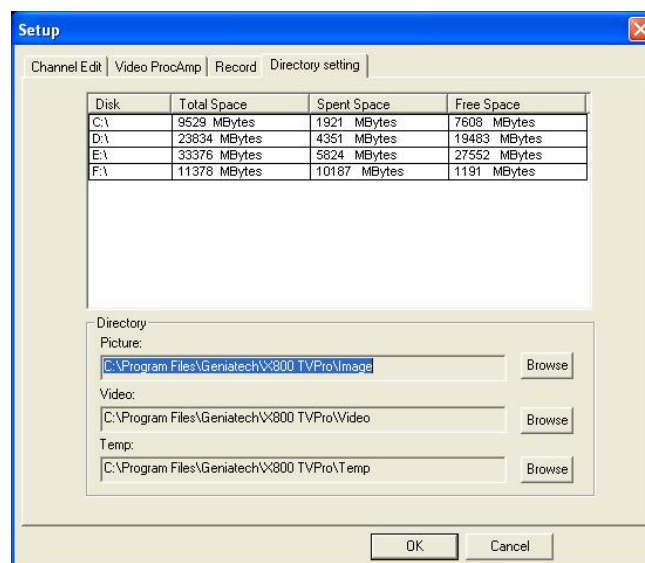 Setup
Channel Edit Video ProcAmp Record Directory setting
Disk Total Space Spent Space Free Space
C:\ 9529 MBytes 1921 MBytes 7608 MBytes
D:\ 23834 MBytes 4351 MBytes 19483 MBytes
E:\ 33376 MBytes 5824 MBytes 27552 MBytes
F:\ 11378 MBytes 10187 MBytes 1191 MBytes
Directory
Picture:
C:\Program Files\Geniatech\X800 TVPro\Image Browse
Video:
C:\Program Files\Geniatech\X800 TVPro\Video Browse
Temp:
C:\Program Files\Geniatech\X800 TVPro\Temp Browse
OK Cancel